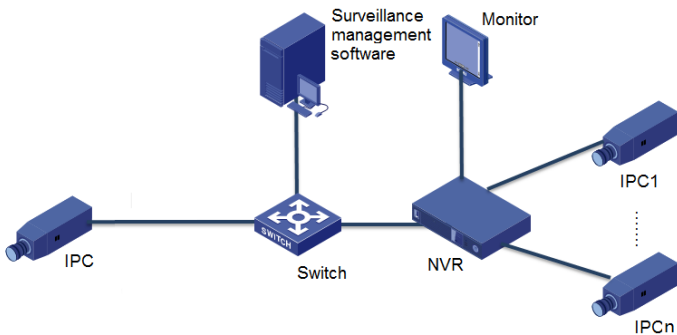 Surveillance
management
software
Monitor
IPC1
IPC
SWITCH
Switch
NVR
IPCn